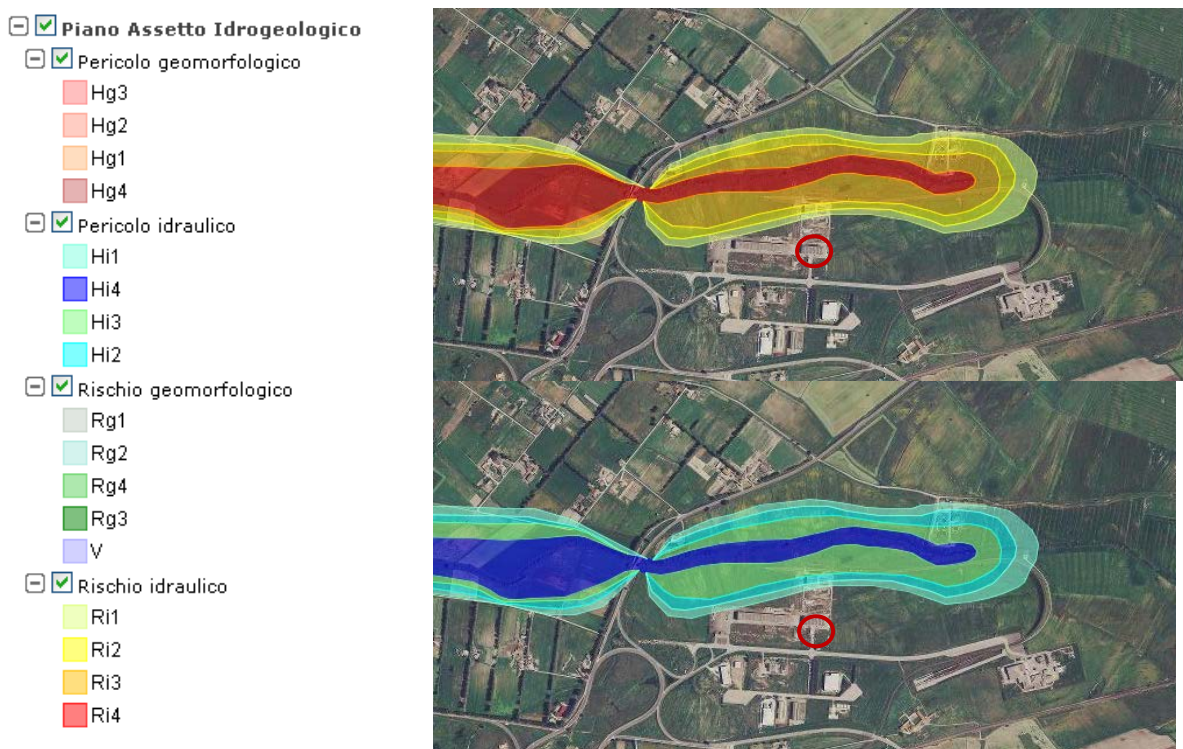 Piano Assetto Idrogeologico
Pericolo geomorfologico
Hg3
Hg2
Hg1
Hg4
Pericolo idraulico
Hi1
Hi4
Hi3
Hi2
Rischio geomorfologico
Rg1
Rg2
Rg4
Rg3
V
Rischio idraulico
Ri1
Ri2
Ri3
Ri4